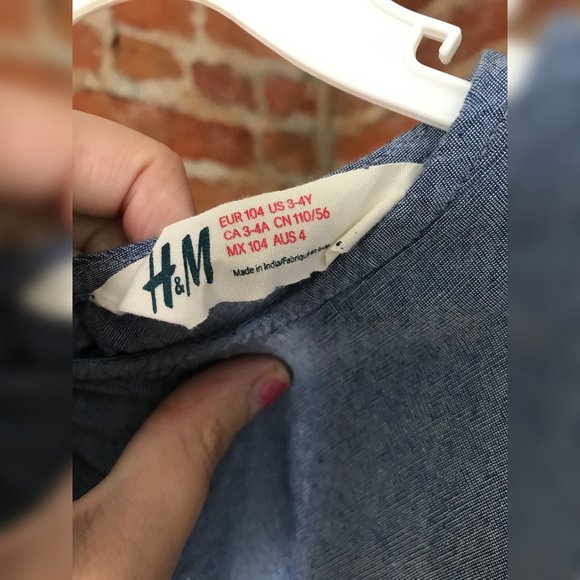 H&M
EUR 104 US 3-4Y
CA 3-4A CN 110/56
MX 104 AUS 4
Made in India/Fabriqué en